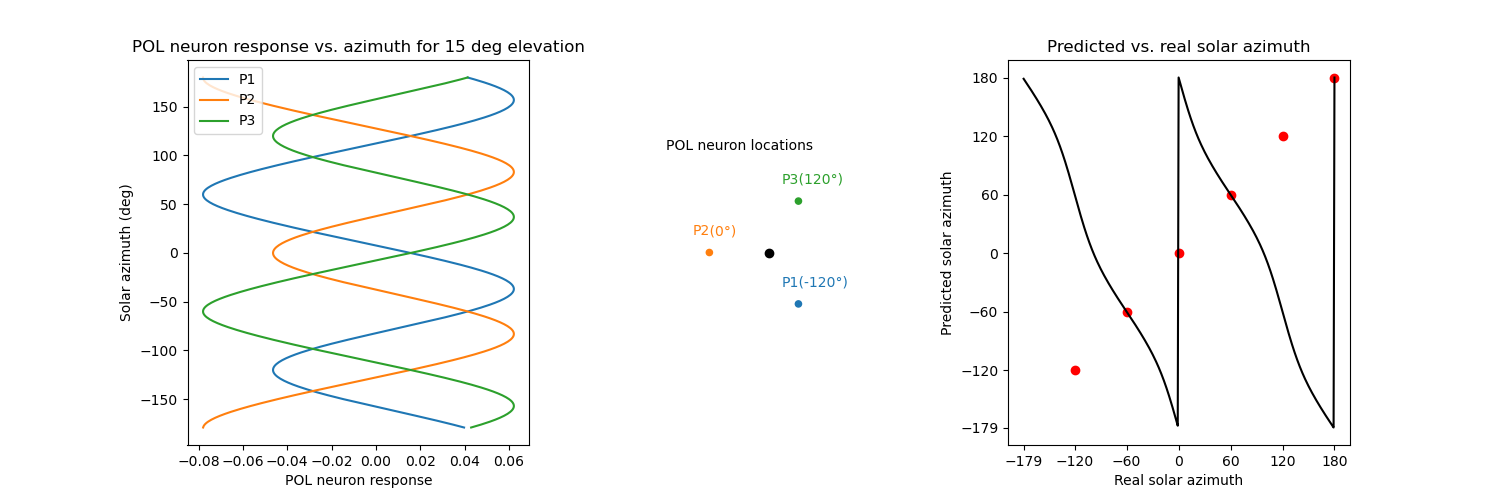 POL neuron response vs. azimuth for 15 deg elevation
P1
P2
P3
150
100
50
0
−50
−100
−150
Solar azimuth (deg)
−0.08 −0.06 −0.04 −0.02 0.00 0.02 0.04 0.06
POL neuron response
POL neuron locations
P3(120°)
P2(0°)
P1(-120°)
Predicted vs. real solar azimuth
180
120
60
0
−60
−120
−179
Predicted solar azimuth
−179 −120 −60 0 60 120 180
Real solar azimuth